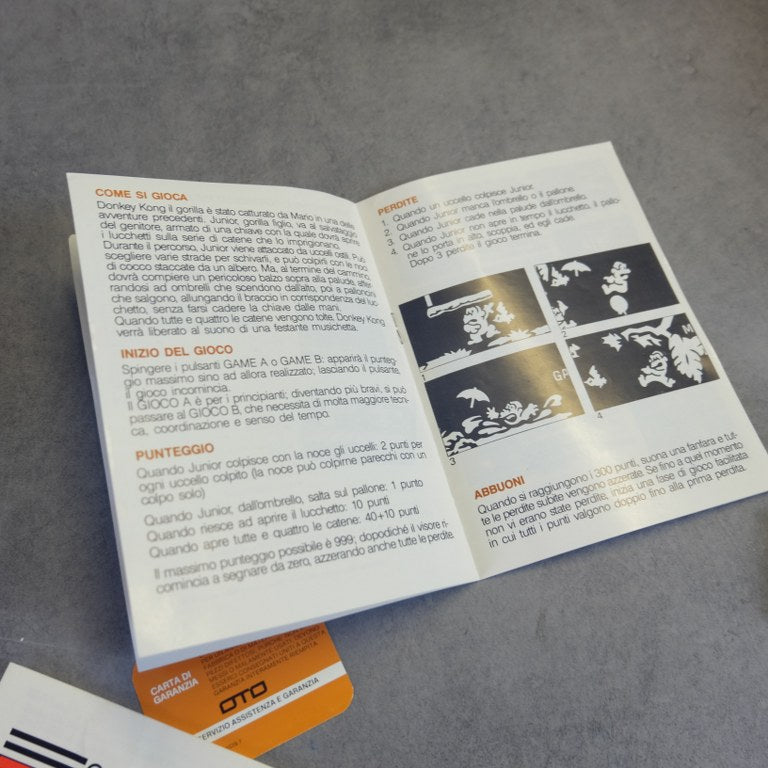 COME SI GIOCA
Donkey Kong il gorilla è stato catturato da Mario in una delle
avventure precedenti. Junior, gorilla figlio, va al salvataggio
del genitore, armato di una chiave con la quale dovrà aprire
i lucchetti sulla serie di catene che lo imprigionano.
Durante il percorso, Junior viene attaccato da uccelli ostili. Può
scegliere varie strade per schivarli, e può colpirli con le noci
di cocco staccate da un albero. Ma, al termine del cammino,
dovrà compiere un pericoloso balzo sopra alla palude, affer-
randosi ad ombrelli che scendono dall'alto, poi a palloncini
che salgono, allungando il braccio in corrispondenza del luc-
chetto, senza farsi cadere la chiave dalle mani.
Quando tutte e quattro le catene vengono tolte, Donkey Kong
verrà liberato al suono di una festante musichetta.
INIZIO DEL GIOCO
Spingere i pulsanti GAME A o GAME B: apparirà il punteg-
gio massimo sino ad allora realizzato; lasciando il pulsante,
il gioco incomincia.
Il GIOCO A è per i principianti; diventando più bravi, si può
passare al GIOCO B, che necesita di molta maggiore tecni-
ca, coordinazione e senso del tempo.
PUNTEGGIO
Quando Junior colpisce con la noce gli uccelli: 2 punti per
ogni uccello colpito (la noce può colpirne parecchi con un
colpo solo)
Quando Junior, dall'ombrello, salta sul pallone: 1 punto
Quando riesce ad aprire il lucchetto: 10 punti
Quando apre tutte e quattro le catene: 40+10 punti
Il massimo punteggio possibile è 999; dopodiché il visore ri-
comincia a segnare da zero, azzerando anche tutte le perdite.
PERDITE
1. Quando un uccello colpisce Junior.
2. Quando Junior manca l'ombrello o il pallone.
3. Quando Junior cade nella palude dall'ombrello.
4. Quando Junior non apre in tempo il lucchetto, il pallo-
ne lo porta in alto, scoppia, ed egli cade.
Dopo 3 perdite il gioco termina.
1
2
GA
M
3
4
ABBUONI
Quando si raggiungono i 300 punti, suona una fanfara e tut-
te le perdite subite vengono azzerate. Se fino a quel momento
non vi erano state perdite, inizia una fase di gioco facilitata
in cui tutti i punti valgono doppio fino alla prima perdita.
CARTA DI
GARANZIA
PEZZI DIFETTOSI, PURCHÉ NON
MESSI O MALAMENTE USATI, DEVONO
ESSERCI CONSEGNATI UNITI A QUESTA
GARANZIA INTERAMENTE RIEMPITA
OTO
SERVIZIO ASSISTENZA E GARANZIA